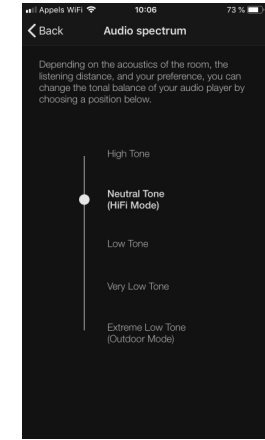 Appels WiFi 10:06 73 %
Back Audio spectrum
Depending on the acoustics of the room, the
listening distance, and your preference, you can
change the tonal balance of your audio player by
choosing a position below.
High Tone
Neutral Tone
(HiFi Mode)
Low Tone
Very Low Tone
Extreme Low Tone
(Outdoor Mode)